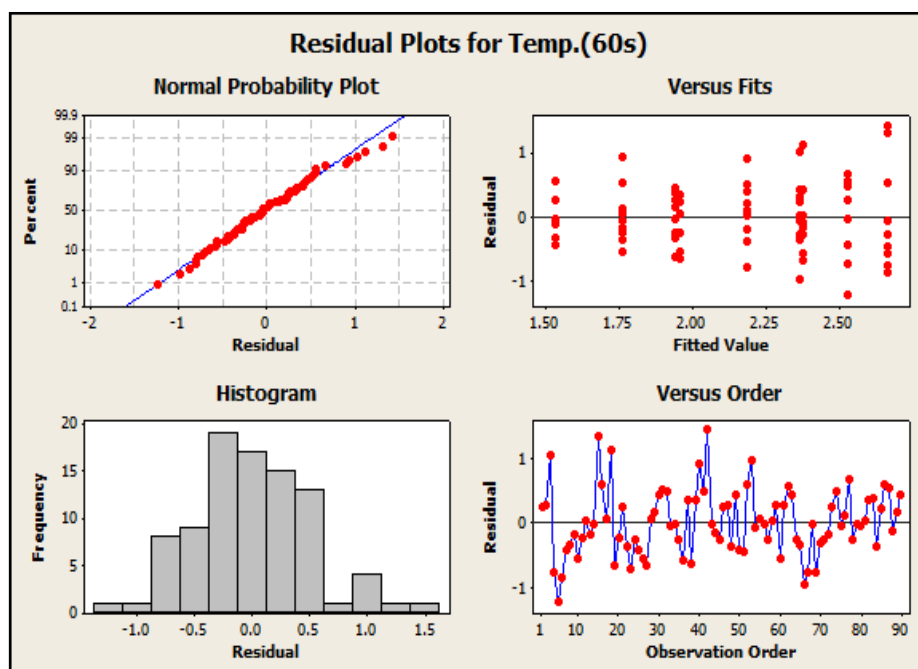 Residual Plots for Temp.(60s)
Normal Probability Plot
99.9
99
90
50
10
1
0.1
Percent
-2 -1 0 1 2
Residual
Versus Fits
1
0
-1
Residual
1.50 1.75 2.00 2.25 2.50
Fitted Value
Histogram
20
15
10
5
0
Frequency
-1.0 -0.5 0.0 0.5 1.0 1.5
Residual
Versus Order
1
0
-1
Residual
1 10 20 30 40 50 60 70 80 90
Observation Order